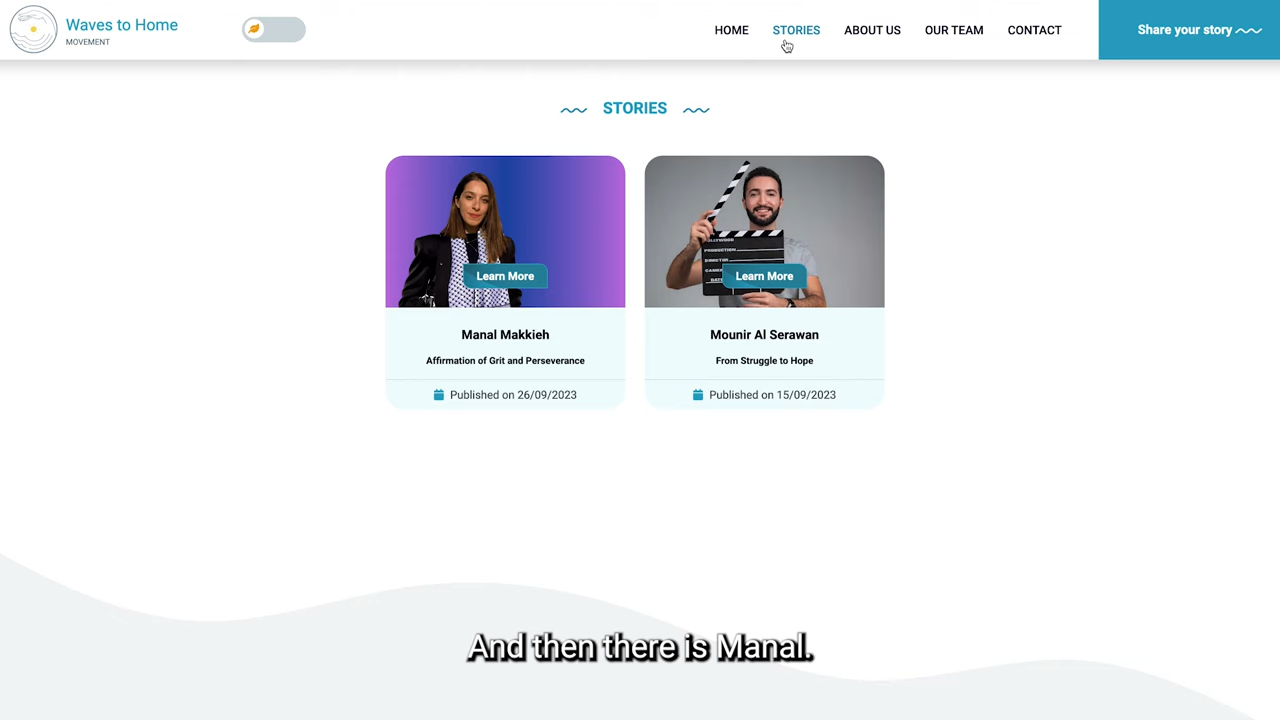 Waves to Home
MOVEMENT
HOME
STORIES
ABOUT US
OUR TEAM
CONTACT
Share your story
STORIES
Learn More
Manal Makkieh
Affirmation of Grit and Perseverance
Published on 26/09/2023
Learn More
Mounir Al Serawan
From Struggle to Hope
Published on 15/09/2023
And then there is Manal.